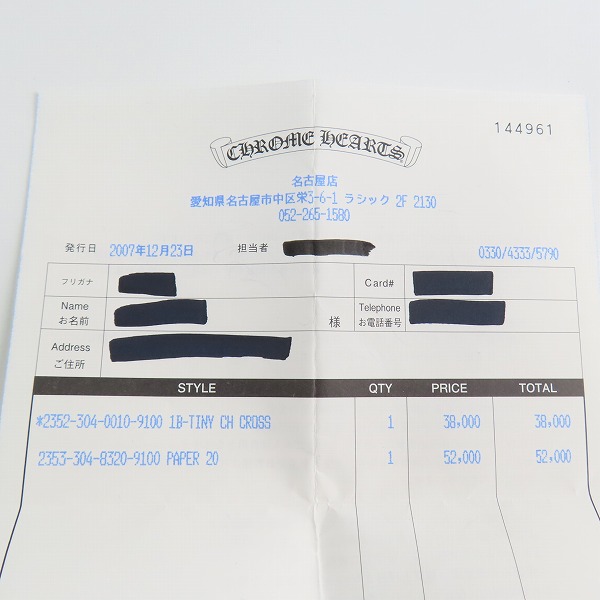 144961
CHROME HEARTS
名古屋店
愛知県名古屋市中区栄3-6-1 ラシック 2F 2130
052-265-1580
発行日 2007年12月23日 担当者 0330/4333/5790
フリガナ Card#
Name お名前 様 Telephone お電話番号
Address ご住所
STYLE QTY PRICE TOTAL
*2352-304-0010-9100 1B-TINY CH CROSS 1 38,000 38,000
2353-304-8320-9100 PAPER 20 1 52,000 52,000